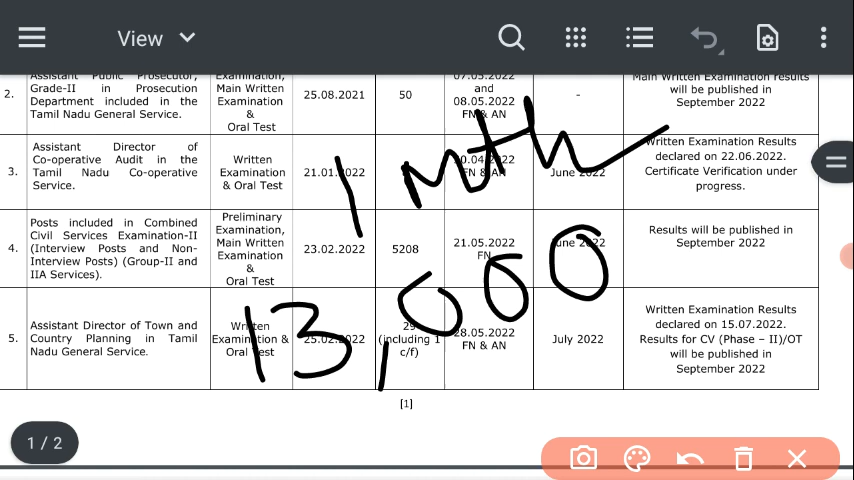 View
2.
Assistant Public Prosecutor,
Grade-II in Prosecution
Department included in the
Tamil Nadu General Service.
Examination,
Main Written
Examination
&
Oral Test
25.08.2021
50
07.05.2022
and
08.05.2022
FN & AN
-
Main Written Examination results
will be published in
September 2022
3.
Assistant Director of
Co-operative Audit in the
Tamil Nadu Co-operative
Service.
Written
Examination
& Oral Test
21.01.2022
FN & AN
June 2022
Written Examination Results
declared on 22.06.2022.
Certificate Verification under
progress.
4.
Posts included in Combined
Civil Services Examination-II
(Interview Posts and Non-
Interview Posts) (Group-II and
IIA Services).
Preliminary
Examination,
Main Written
Examination
&
Oral Test
23.02.2022
5208
21.05.2022
FN
June 2022
Results will be published in
September 2022
5.
Assistant Director of Town and
Country Planning in Tamil
Nadu General Service.
Written
Examination &
Oral Test
25.02.2022
29
(including 1
c/f)
28.05.2022
FN & AN
July 2022
Written Examination Results
declared on 15.07.2022.
Results for CV (Phase – II)/OT
will be published in
September 2022
1 mth
13,000
[1]
1 / 2